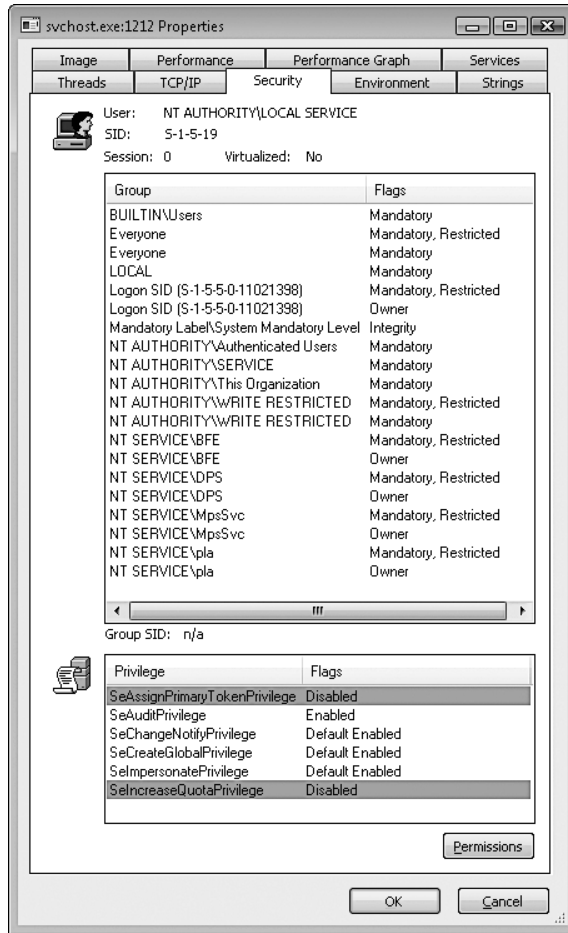 svchost.exe:1212 Properties
Image Performance Performance Graph Services
Threads TCP/IP Security Environment Strings
User: NT AUTHORITY\LOCAL SERVICE
SID: S-1-5-19
Session: 0 Virtualized: No
Group Flags
BUILTIN\Users Mandatory
Everyone Mandatory, Restricted
Everyone Mandatory
LOCAL Mandatory
Logon SID (S-1-5-5-0-11021398) Mandatory, Restricted
Logon SID (S-1-5-5-0-11021398) Owner
Mandatory Label\System Mandatory Level Integrity
NT AUTHORITY\Authenticated Users Mandatory
NT AUTHORITY\SERVICE Mandatory
NT AUTHORITY\This Organization Mandatory
NT AUTHORITY\WRITE RESTRICTED Mandatory, Restricted
NT AUTHORITY\WRITE RESTRICTED Mandatory
NT SERVICE\BFE Mandatory, Restricted
NT SERVICE\BFE Owner
NT SERVICE\DPS Mandatory, Restricted
NT SERVICE\DPS Owner
NT SERVICE\MpsSvc Mandatory, Restricted
NT SERVICE\MpsSvc Owner
NT SERVICE\pla Mandatory, Restricted
NT SERVICE\pla Owner
Group SID: n/a
Privilege Flags
SeAssignPrimaryTokenPrivilege Disabled
SeAuditPrivilege Enabled
SeChangeNotifyPrivilege Default Enabled
SeCreateGlobalPrivilege Default Enabled
SeImpersonatePrivilege Default Enabled
SeIncreaseQuotaPrivilege Disabled
Permissions
OK Cancel